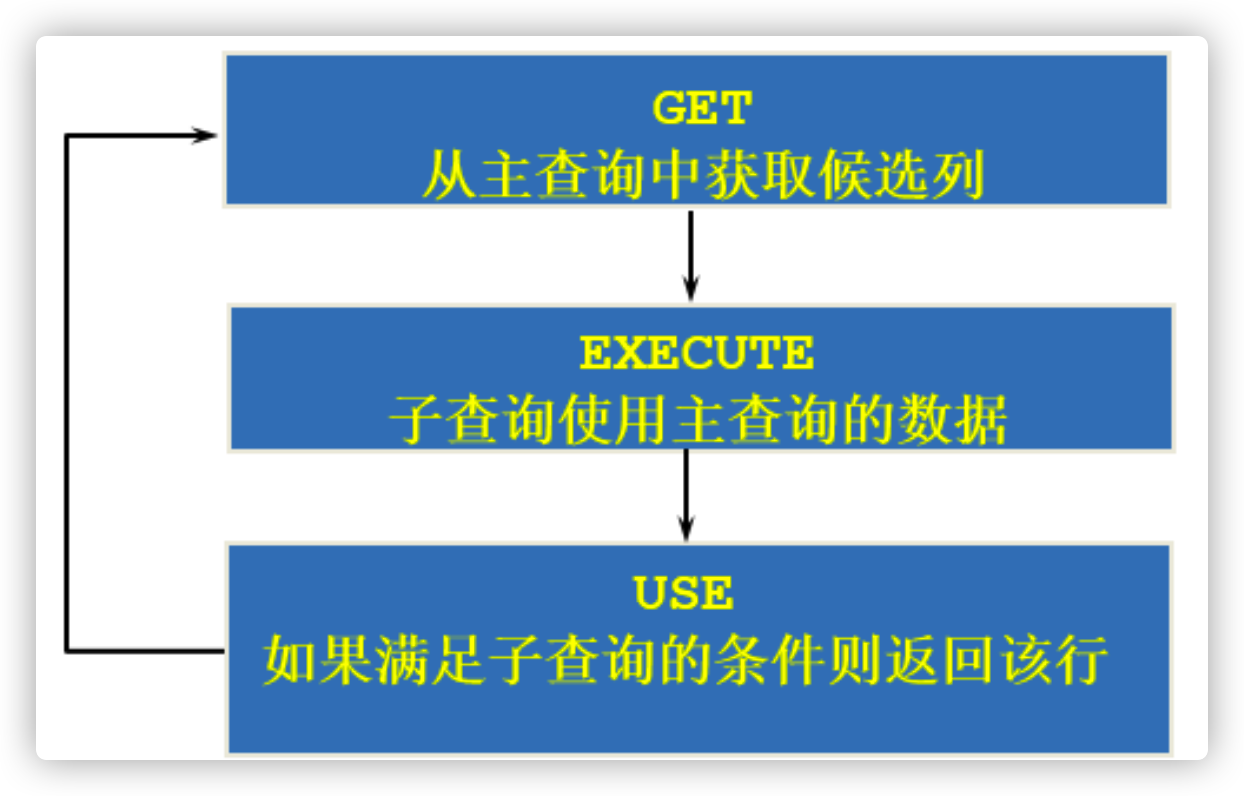 GET
从主查询中获取候选列
EXECUTE
子查询使用主查询的数据
USE
如果满足子查询的条件则返回该行